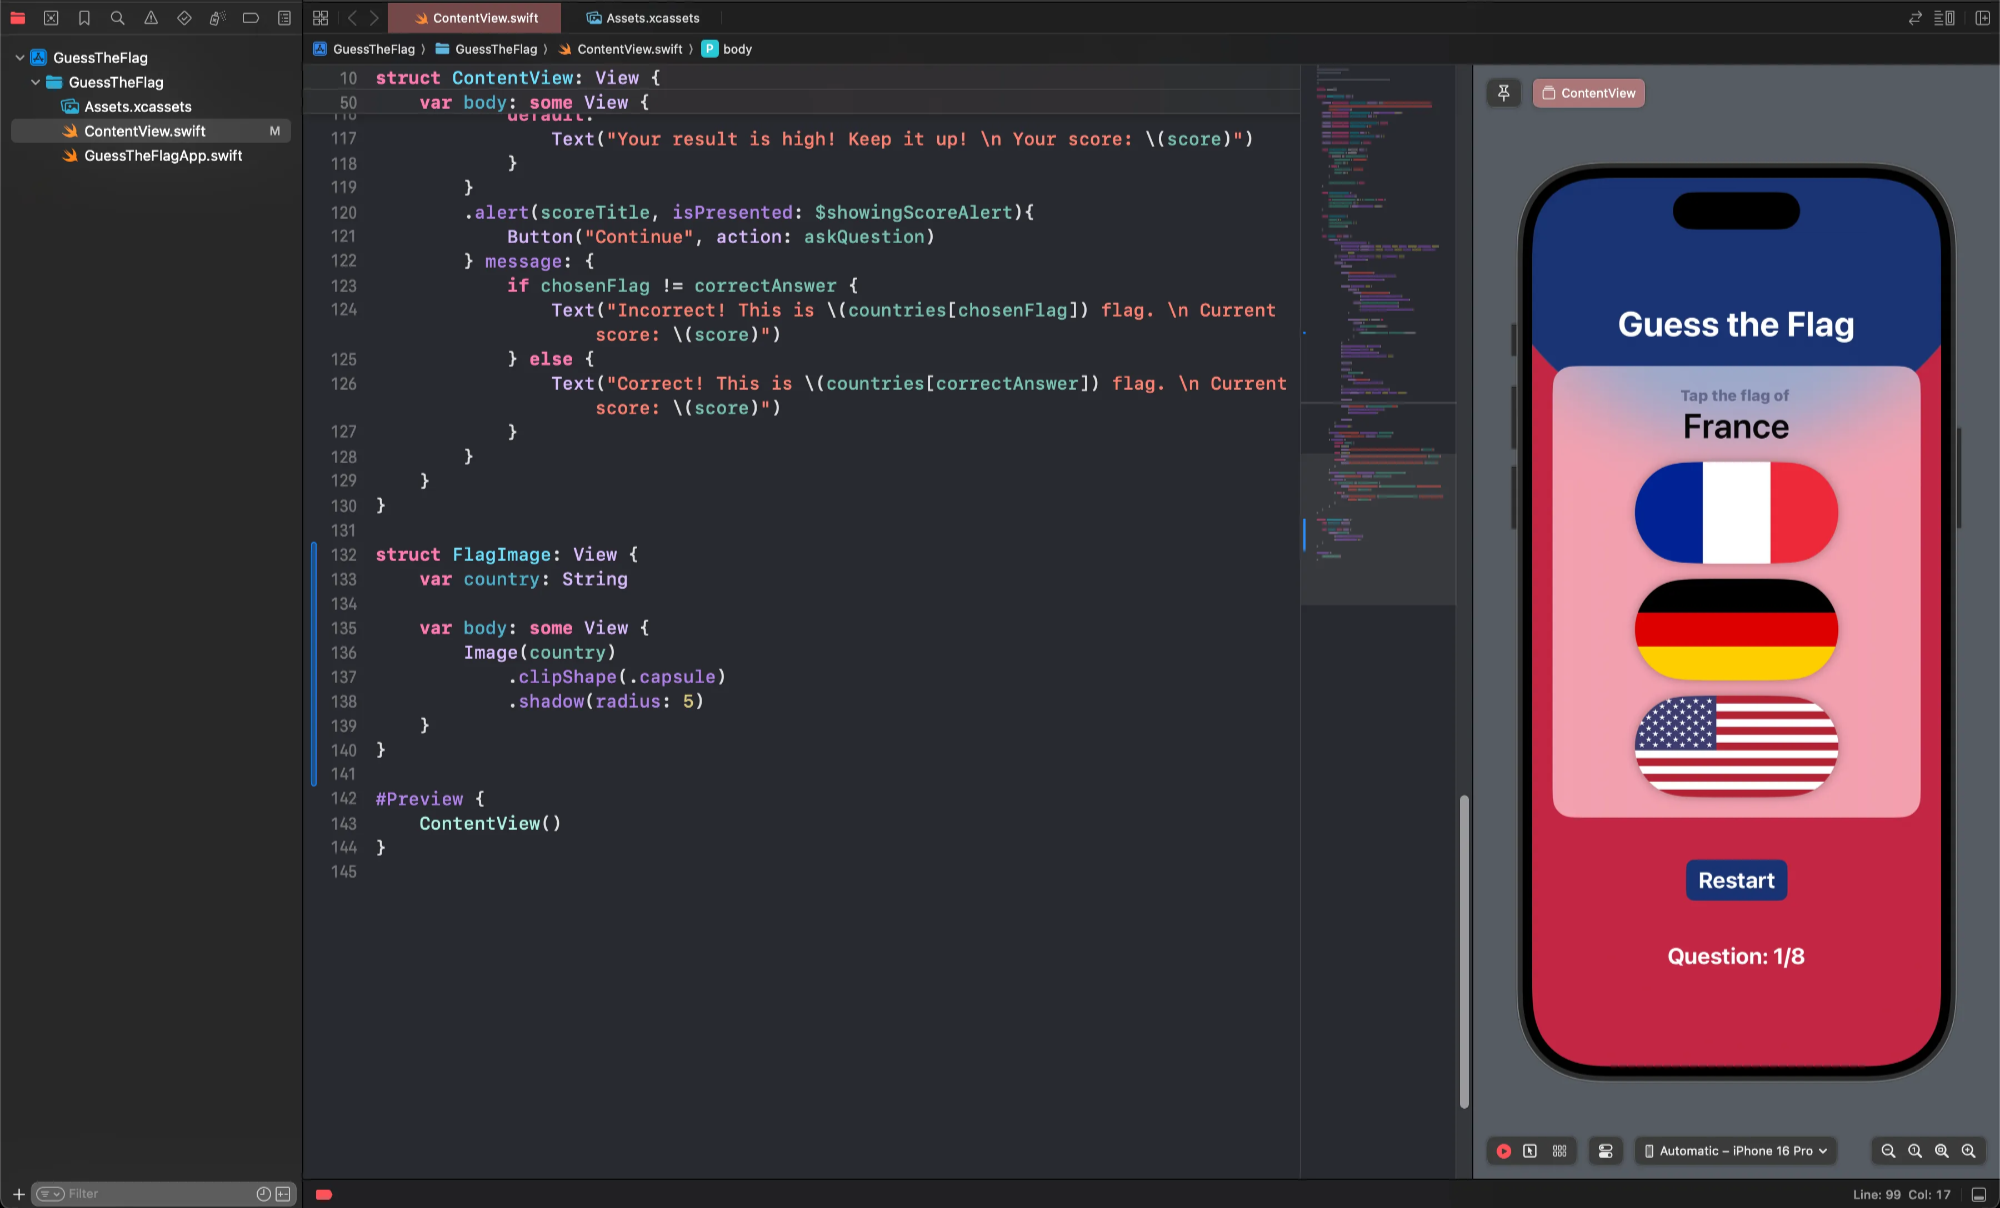 ContentView.swift
Assets.xcassets
GuessTheFlag
GuessTheFlag
ContentView.swift
P body
GuessTheFlag
GuessTheFlag
Assets.xcassets
ContentView.swift M
GuessTheFlagApp.swift
10 struct ContentView: View {
50 var body: some View {
116 default:
117 Text("Your result is high! Keep it up! \n Your score: \(score)")
118 }
119 }
120 .alert(scoreTitle, isPresented: $showingScoreAlert){
121 Button("Continue", action: askQuestion)
122 } message: {
123 if chosenFlag != correctAnswer {
124 Text("Incorrect! This is \(countries[chosenFlag]) flag. \n Current
score: \(score)")
125 } else {
126 Text("Correct! This is \(countries[correctAnswer]) flag. \n Current
score: \(score)")
127 }
128 }
129 }
130 }
131
132 struct FlagImage: View {
133 var country: String
134
135 var body: some View {
136 Image(country)
137 .clipShape(.capsule)
138 .shadow(radius: 5)
139 }
140 }
141
142 #Preview {
143 ContentView()
144 }
145
ContentView
Guess the Flag
Tap the flag of
France
Restart
Question: 1/8
Automatic – iPhone 16 Pro
Filter
Line: 99 Col: 17